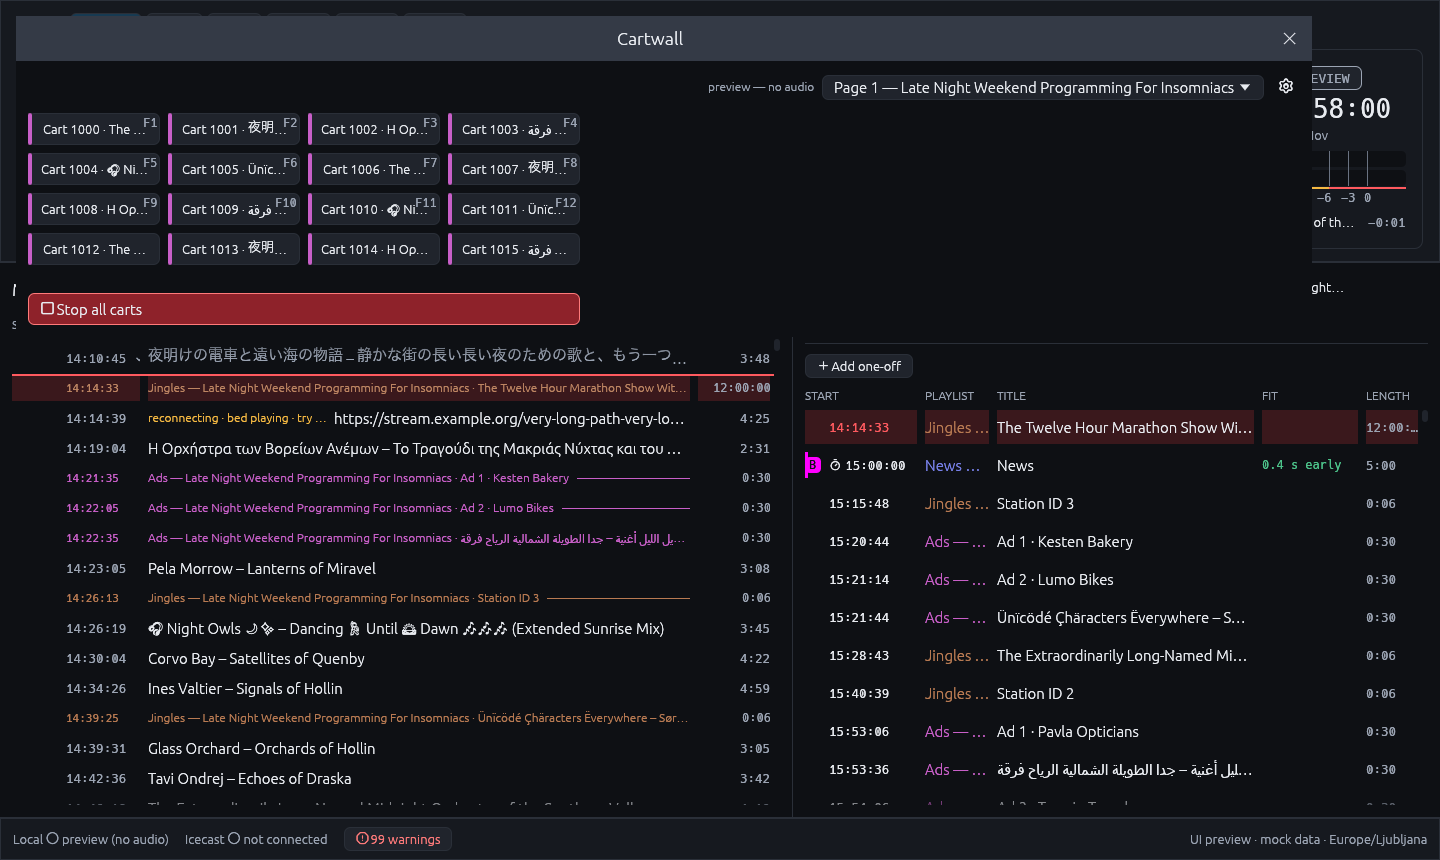 Cartwall
preview — no audio Page 1 — Late Night Weekend Programming For Insomniacs
EVIEW
58:00
Nov
Cart 1000 · The … F1
Cart 1001 · 夜明… F2
Cart 1002 · H Op… F3
Cart 1003 · فرقة … F4
Cart 1004 · 🎧 Ni… F5
Cart 1005 · Ünïc… F6
Cart 1006 · The … F7
Cart 1007 · 夜明… F8
Cart 1008 · H Op… F9
Cart 1009 · فرقة … F10
Cart 1010 · 🎧 Ni… F11
Cart 1011 · Ünïc… F12
Cart 1012 · The …
Cart 1013 · 夜明…
Cart 1014 · H Op…
Cart 1015 · فرقة …
−6 −3 0
of th… −0:01
ght…
Stop all carts
14:10:45 夜明けの電車と遠い海の物語 – 静かな街の長い長い夜のための歌と、もう一つ… 3:48
14:14:33 Jingles — Late Night Weekend Programming For Insomniacs · The Twelve Hour Marathon Show Wit… 12:00:00
14:14:39 reconnecting · bed playing · try … https://stream.example.org/very-long-path-very-lo… 4:25
14:19:04 Η Ορχήστρα των Βορείων Ανέμων – Το Τραγούδι της Μακριάς Νύχτας και του … 2:31
14:21:35 Ads — Late Night Weekend Programming For Insomniacs · Ad 1 · Kesten Bakery 0:30
14:22:05 Ads — Late Night Weekend Programming For Insomniacs · Ad 2 · Lumo Bikes 0:30
14:22:35 Ads — Late Night Weekend Programming For Insomniacs · فرقة الرياح الشمالية الطويلة جدا – أغنية الليل …يل 0:30
14:23:05 Pela Morrow – Lanterns of Miravel 3:08
14:26:13 Jingles — Late Night Weekend Programming For Insomniacs · Station ID 3 0:06
14:26:19 🎧 Night Owls 🌙✨ – Dancing 💃 Until 🌅 Dawn 🎶🎶🎶 (Extended Sunrise Mix) 3:45
14:30:04 Corvo Bay – Satellites of Quenby 4:22
14:34:26 Ines Valtier – Signals of Hollin 4:59
14:39:25 Jingles — Late Night Weekend Programming For Insomniacs · Ünïcödé Çhäracters Ëverywhere – Sør… 0:06
14:39:31 Glass Orchard – Orchards of Hollin 3:05
14:42:36 Tavi Ondrej – Echoes of Draska 3:42
+ Add one-off
START PLAYLIST TITLE FIT LENGTH
14:14:33 Jingles … The Twelve Hour Marathon Show Wi… 12:00:…
B 15:00:00 News … News 0.4 s early 5:00
15:15:48 Jingles … Station ID 3 0:06
15:20:44 Ads — … Ad 1 · Kesten Bakery 0:30
15:21:14 Ads — … Ad 2 · Lumo Bikes 0:30
15:21:44 Ads — … Ünïcödé Çhäracters Ëverywhere – S… 0:30
15:28:43 Jingles … The Extraordinarily Long-Named Mi… 0:06
15:40:39 Jingles … Station ID 2 0:06
15:53:06 Ads — … Ad 1 · Pavla Opticians 0:30
15:53:36 Ads — … فرقة الرياح الشمالية الطويلة جدا – أغنية ليل… 0:30
Local preview (no audio) Icecast not connected 99 warnings UI preview · mock data · Europe/Ljubljana